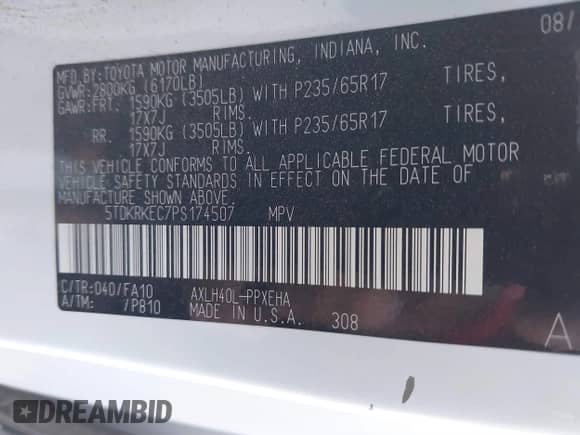 MFD.BY:TOYOTA MOTOR MANUFACTURING, INDIANA, INC. 08/
GVWR:2800KG (6170LB)
GAWR:FRT. 1590KG (3505LB) WITH P235/65R17 TIRES,
17X7J RIMS.
RR. 1590KG (3505LB) WITH P235/65R17 TIRES,
17X7J RIMS.
THIS VEHICLE CONFORMS TO ALL APPLICABLE FEDERAL MOTOR
VEHICLE SAFETY STANDARDS IN EFFECT ON THE DATE OF
MANUFACTURE SHOWN ABOVE.
5TDKRKEC7PS174507 MPV
C/TR:040/FA10 AXLH40L-PPXEHA
A/TM: /P810 MADE IN U.S.A. 308 A
DREAMBID